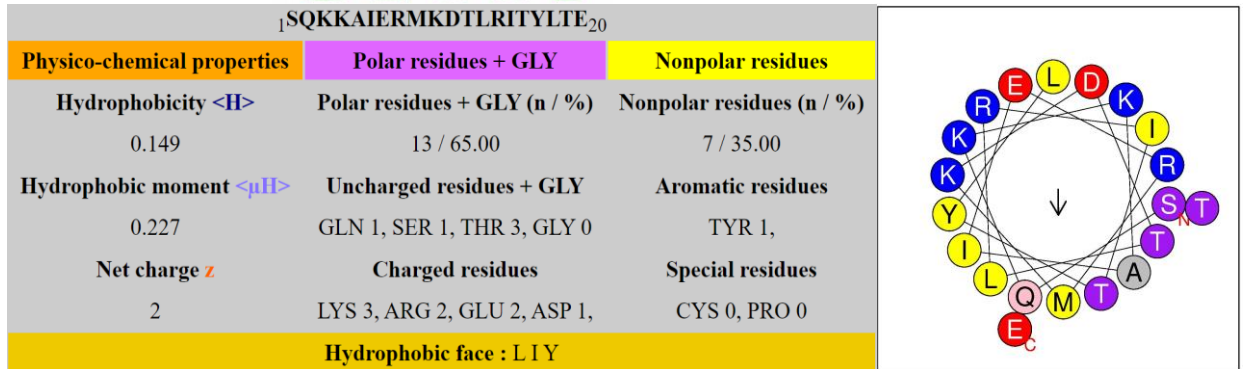 1SQKKAIERMKDTLRITYLTE20
Physico-chemical properties Polar residues + GLY Nonpolar residues
Hydrophobicity <H> Polar residues + GLY (n / %) Nonpolar residues (n / %)
0.149 13 / 65.00 7 / 35.00
Hydrophobic moment <μH> Uncharged residues + GLY Aromatic residues
0.227 GLN 1, SER 1, THR 3, GLY 0 TYR 1,
Net charge z Charged residues Special residues
2 LYS 3, ARG 2, GLU 2, ASP 1, CYS 0, PRO 0
Hydrophobic face : L I Y
E L D
R K
K I
K R
S T
N
Y T
I A
L T
Q M
E
C